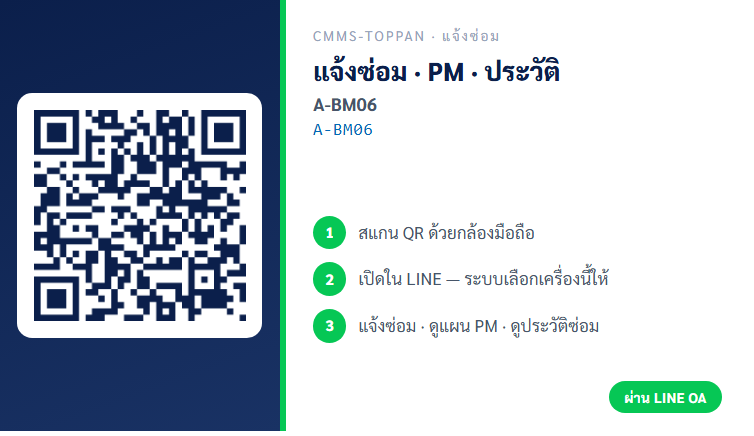 CMMS-TOPPAN · แจ้งซ่อม
แจ้งซ่อม · PM · ประวัติ
A-BM06
A-BM06
1 สแกน QR ด้วยกล้องมือถือ
2 เปิดใน LINE — ระบบเลือกเครื่องนี้ให้
3 แจ้งซ่อม · ดูแผน PM · ดูประวัติซ่อม
ผ่าน LINE OA